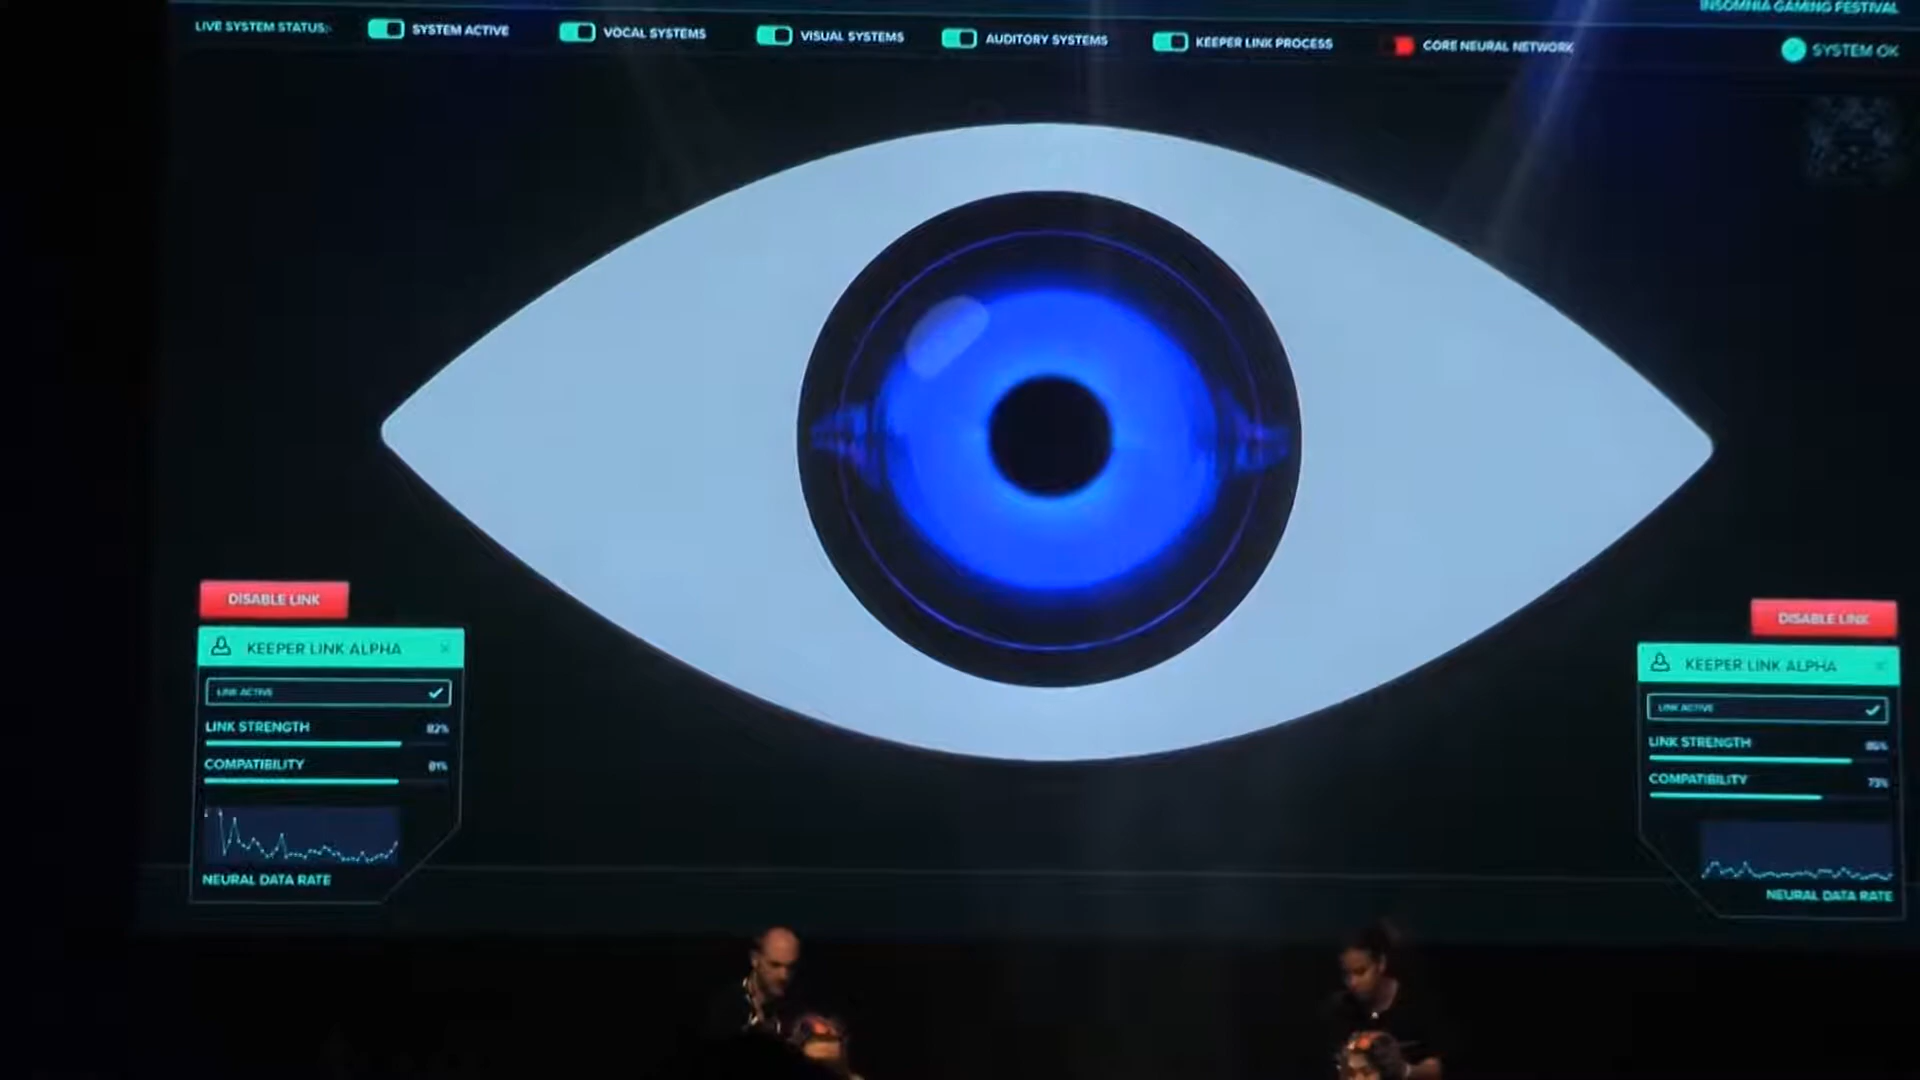 INSOMNIA GAMING FESTIVAL
LIVE SYSTEM STATUS:
SYSTEM ACTIVE
VOCAL SYSTEMS
VISUAL SYSTEMS
AUDITORY SYSTEMS
KEEPER LINK PROCESS
CORE NEURAL NETWORK
SYSTEM OK
DISABLE LINK
KEEPER LINK ALPHA
LINK ACTIVE
LINK STRENGTH 82%
COMPATIBILITY 81%
NEURAL DATA RATE
DISABLE LINK
KEEPER LINK ALPHA
LINK ACTIVE
LINK STRENGTH
COMPATIBILITY 73%
NEURAL DATA RATE